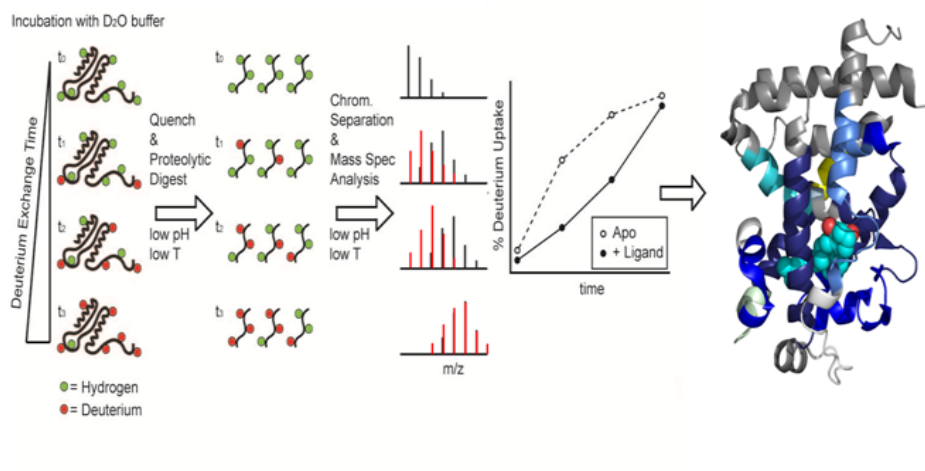 Incubation with D2O buffer
Deuterium Exchange Time
t0
t1
t2
t3
Quench
&
Proteolytic
Digest
low pH
low T
t0
t1
t2
t3
Chrom.
Separation
&
Mass Spec
Analysis
low pH
low T
m/z
% Deuterium Uptake
Apo
+ Ligand
time
= Hydrogen
= Deuterium